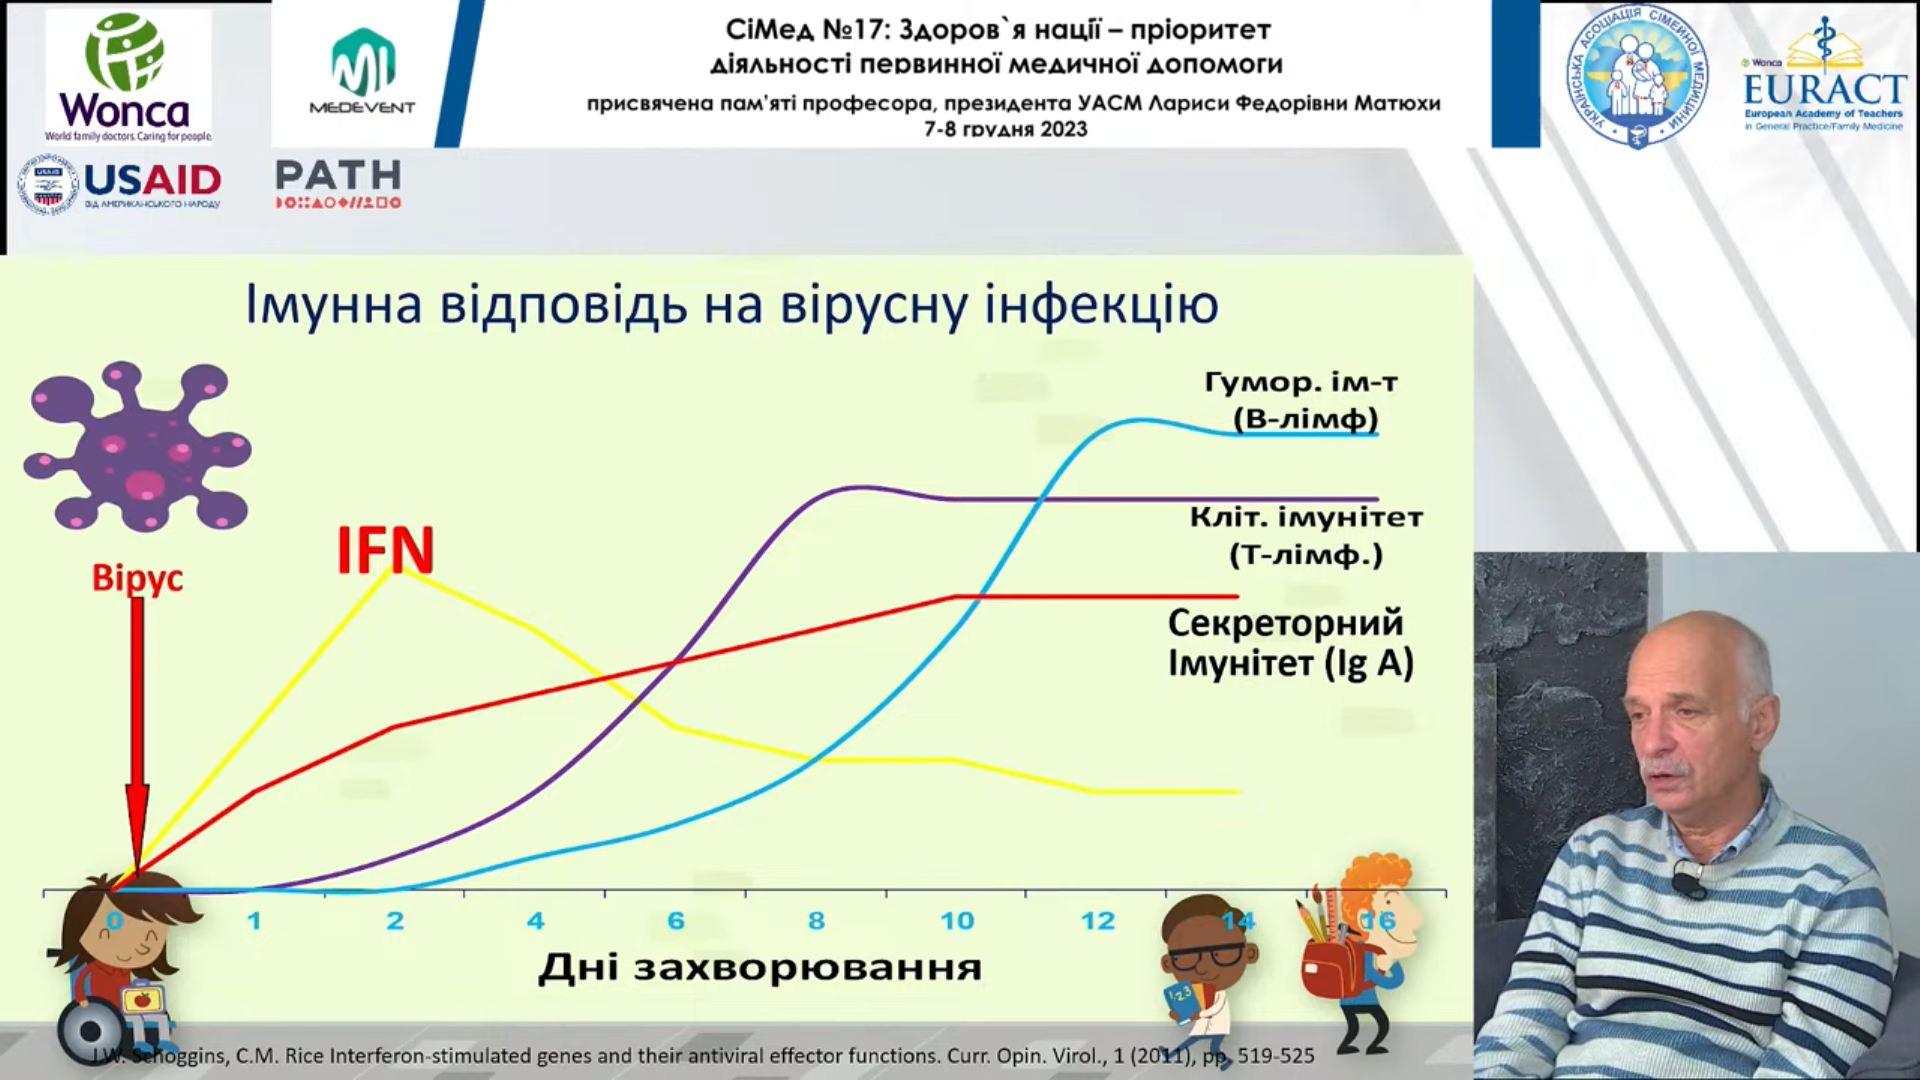 Wonca
World family doctors. Caring for people.
MEDEVENT
СіМед №17: Здоров`я нації – пріоритет
діяльності первинної медичної допомоги
присвячена пам'яті професора, президента УАСМ Лариси Федорівни Матюхи
7-8 грудня 2023
УКРАЇНСЬКА АСОЦІАЦІЯ СІМЕЙНОЇ МЕДИЦИНИ
Wonca
EURACT
European Academy of Teachers
in General Practice/Family Medicine
USAID
USAID
ВІД АМЕРИКАНСЬКОГО НАРОДУ
PATH
Імунна відповідь на вірусну інфекцію
Гумор. ім-т
(В-лімф)
IFN
Кліт. імунітет
(Т-лімф.)
Вірус
Секреторний
Імунітет (Ig A)
0 1 2 4 6 8 10 12 14 16
Дні захворювання
1 2 3
J.W. Schoggins, C.M. Rice Interferon-stimulated genes and their antiviral effector functions. Curr. Opin. Virol., 1 (2011), pp. 519-525